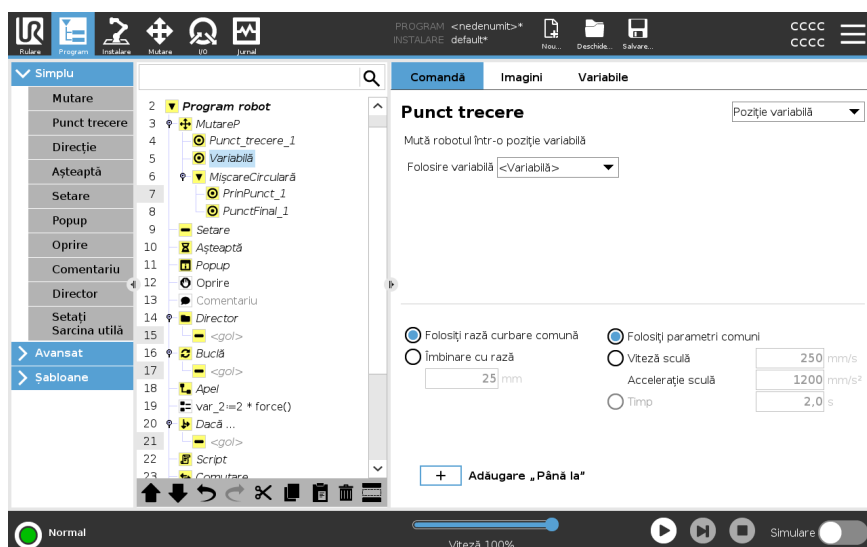 PROGRAM <nedenumit>*
INSTALARE default*
Rulare
Program
Instalare
Mutare
I/O
Jurnal
Nou...
Deschide...
Salvare...
cccc
cccc
Simplu
Mutare
Punct trecere
Direcție
Așteaptă
Setare
Popup
Oprire
Comentariu
Director
Setați
Sarcina utilă
Avansat
Șabloane
2 Program robot
3 MutareP
4 Punct_trecere_1
5 Variabilă
6 MișcareCirculară
7 PrinPunct_1
8 PunctFinal_1
9 Setare
10 Așteaptă
11 Popup
12 Oprire
13 Comentariu
14 Director
15 <gol>
16 Buclă
17 <gol>
18 Apel
19 var_2:=2 * force()
20 Dacă ...
21 <gol>
22 Script
23 Comutare
Comandă
Imagini
Variabile
Punct trecere
Poziție variabilă
Mută robotul într-o poziție variabilă
Folosire variabilă <Variabilă>
Folosiți rază curbare comună
Îmbinare cu rază
25 mm
Folosiți parametri comuni
Viteză sculă 250 mm/s
Accelerație sculă 1200 mm/s²
Timp 2,0 s
+ Adăugare „Până la”
Normal
Viteză 100%
Simulare